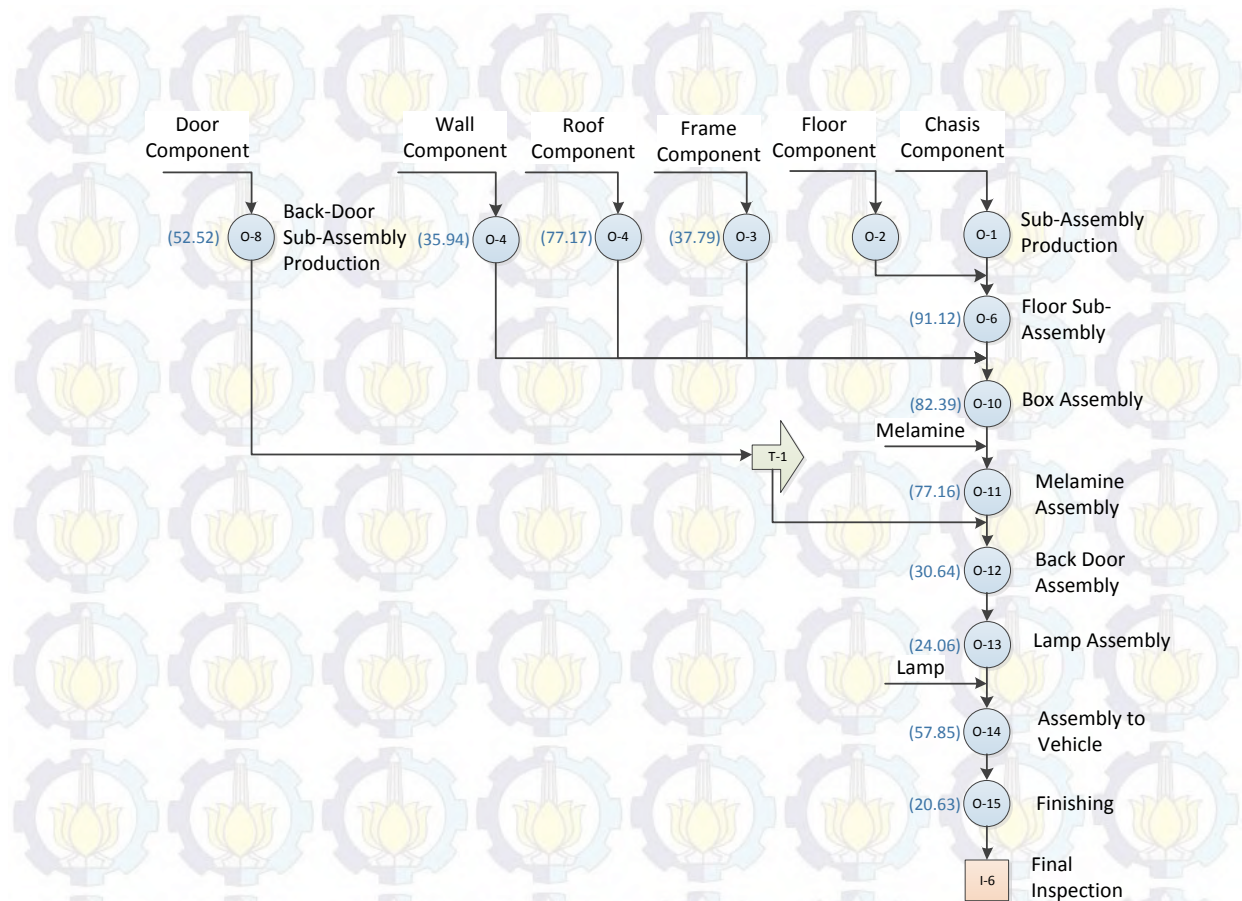 Door
Component
Wall
Component
Roof
Component
Frame
Component
Floor
Component
Chasis
Component
(52.52)
O-8
Back-Door
Sub-Assembly
Production
(35.94)
O-4
(77.17)
O-4
(37.79)
O-3
O-2
O-1
Sub-Assembly
Production
(91.12)
O-6
Floor Sub-
Assembly
(82.39)
O-10
Box Assembly
Melamine
T-1
(77.16)
O-11
Melamine
Assembly
(30.64)
O-12
Back Door
Assembly
(24.06)
O-13
Lamp Assembly
Lamp
(57.85)
O-14
Assembly to
Vehicle
(20.63)
O-15
Finishing
I-6
Final
Inspection